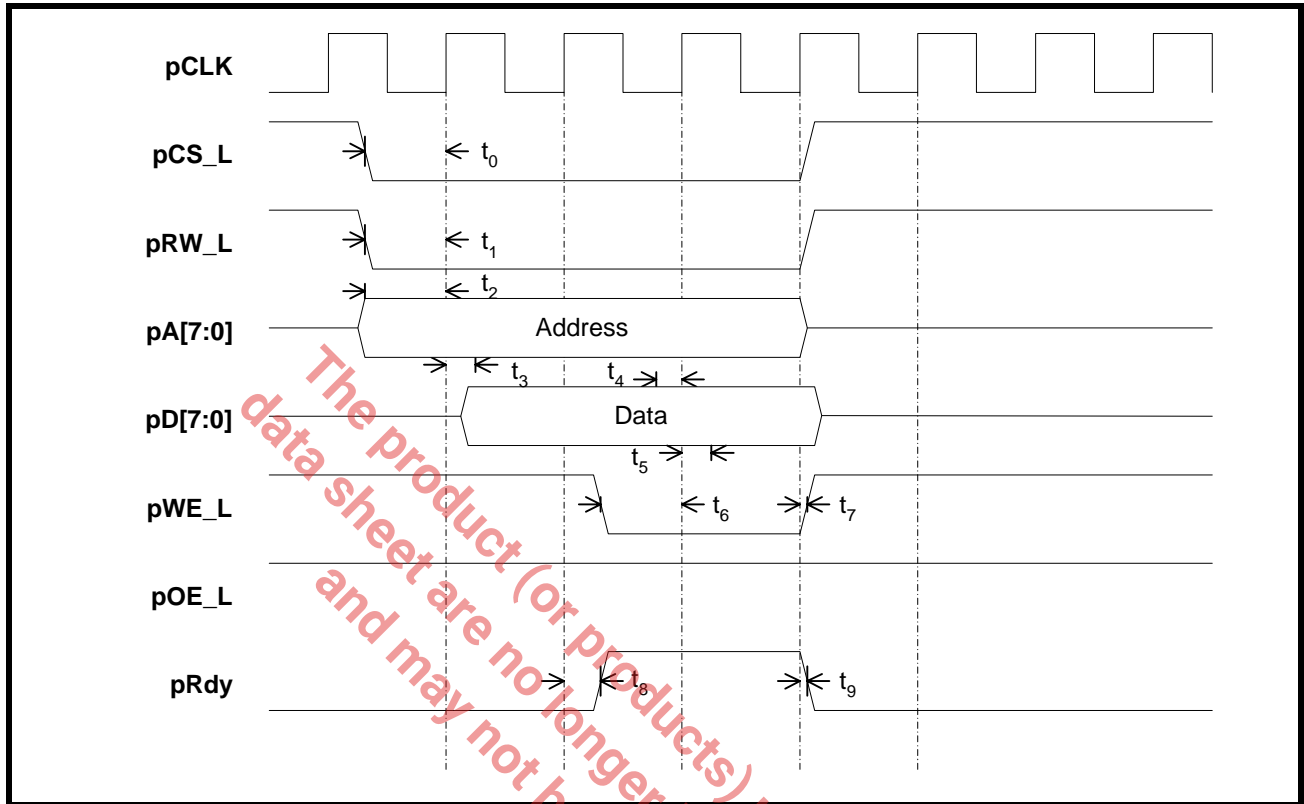 pCLK
pCS_L
t0
pRW_L
t1
t2
pA[7:0]
Address
t3
t4
pD[7:0]
Data
t5
pWE_L
t6
t7
pOE_L
pRdy
t8
t9
The product (or products)
data sheet are no longer
and may not